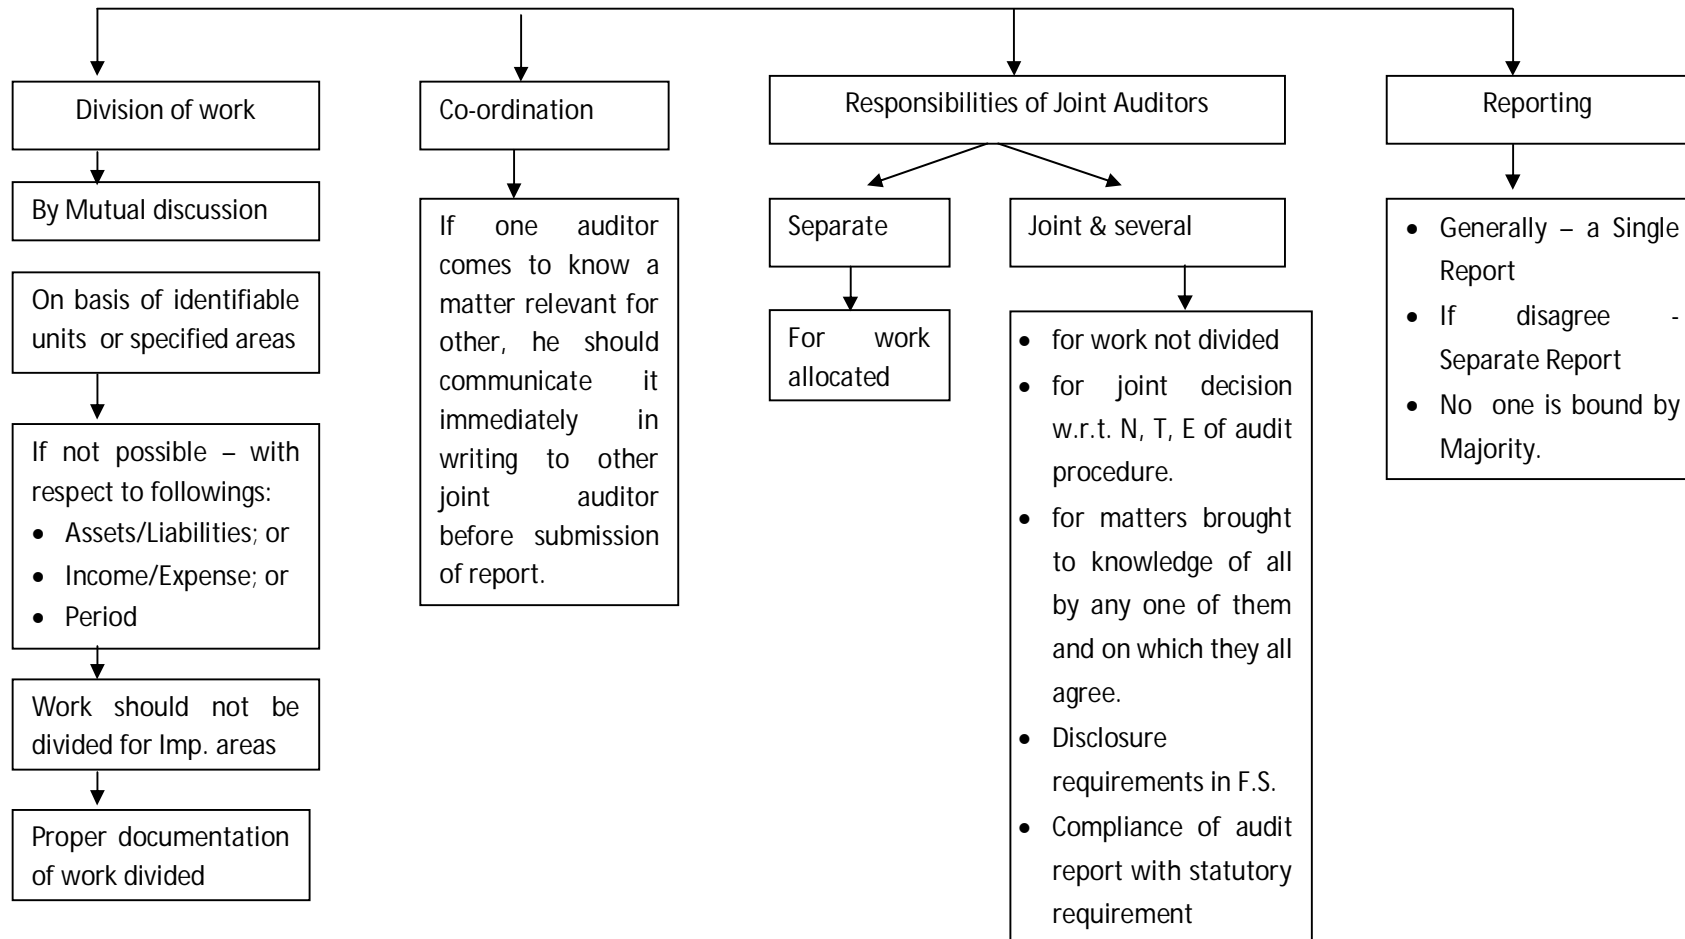 Division of work
By Mutual discussion
On basis of identifiable
units or specified areas
If not possible – with
respect to followings:
• Assets/Liabilities; or
• Income/Expense; or
• Period
Work should not be
divided for Imp. areas
Proper documentation
of work divided
Co-ordination
If one auditor
comes to know a
matter relevant for
other, he should
communicate it
immediately in
writing to other
joint auditor
before submission
of report.
Responsibilities of Joint Auditors
Separate
For work
allocated
Joint & several
• for work not divided
• for joint decision
w.r.t. N, T, E of audit
procedure.
• for matters brought
to knowledge of all
by any one of them
and on which they all
agree.
• Disclosure
requirements in F.S.
• Compliance of audit
report with statutory
requirement
Reporting
• Generally – a Single
Report
• If disagree -
Separate Report
• No one is bound by
Majority.